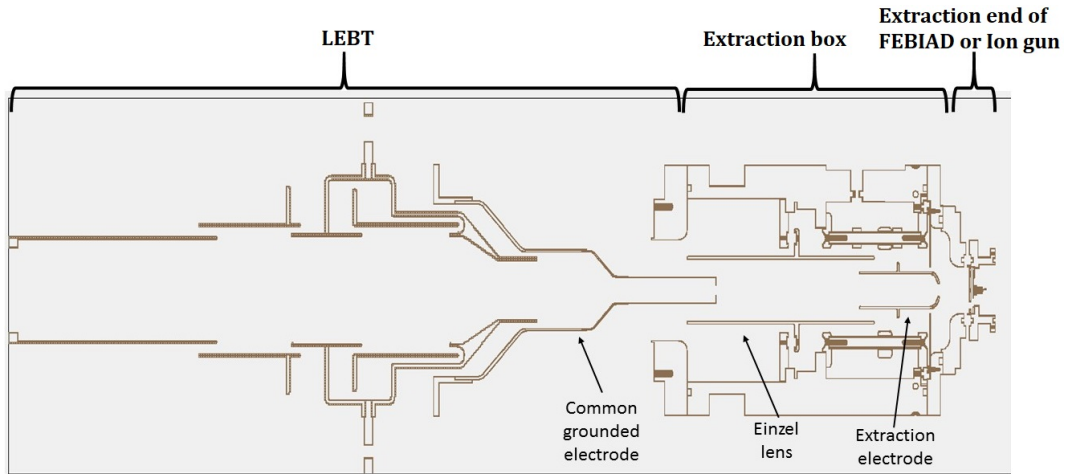 LEBT
Extraction box
Extraction end of
FEBIAD or Ion gun
Common
grounded
electrode
Einzel
lens
Extraction
electrode